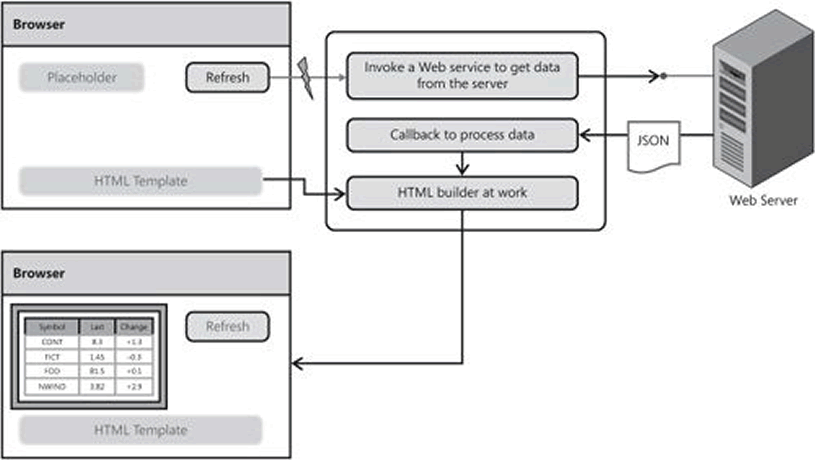 Browser
Placeholder
Refresh
HTML Template
Invoke a Web service to get data
from the server
Callback to process data
HTML builder at work
JSON
Web Server
Browser
Symbol Last Change
CONT 8.3 +1.3
FICT 1.45 -0.3
FOO 81.5 +0.1
NWIND 3.82 +2.9
Refresh
HTML Template